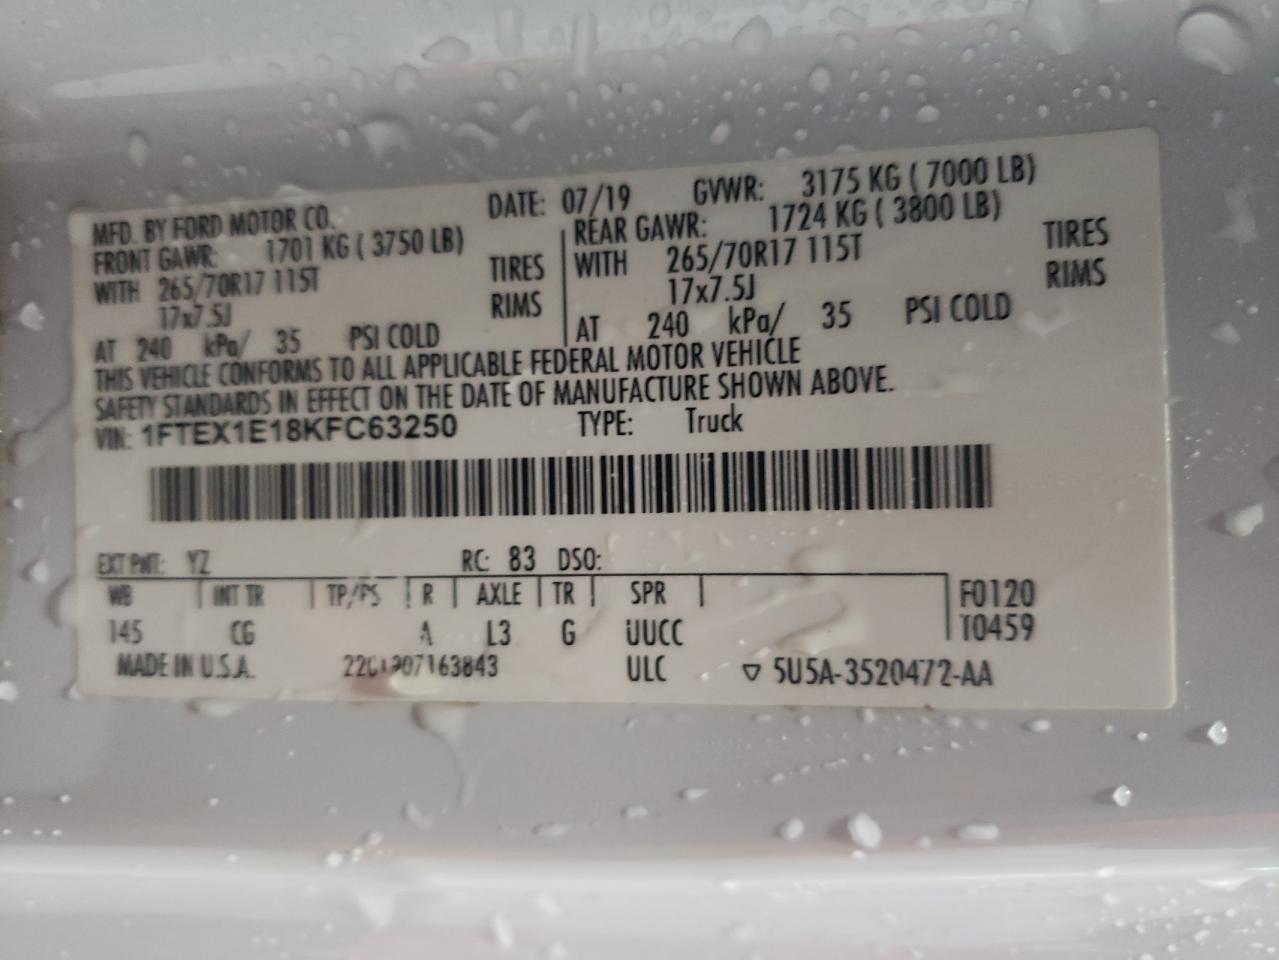 MFD. BY FORD MOTOR CO. DATE: 07/19 GVWR: 3175 KG ( 7000 LB)
FRONT GAWR: 1701 KG ( 3750 LB) REAR GAWR: 1724 KG ( 3800 LB)
WITH 265/70R17 115T TIRES WITH 265/70R17 115T TIRES
17x7.5J RIMS 17x7.5J RIMS
AT 240 kPa/ 35 PSI COLD AT 240 kPa/ 35 PSI COLD
THIS VEHICLE CONFORMS TO ALL APPLICABLE FEDERAL MOTOR VEHICLE
SAFETY STANDARDS IN EFFECT ON THE DATE OF MANUFACTURE SHOWN ABOVE.
VIN: 1FTEX1E18KFC63250 TYPE: Truck
EXT PNT: YZ RC: 83 DSO:
WB INT TR TP/PS R AXLE TR SPR F0120
145 CG A L3 G UUCC T0459
MADE IN U.S.A. ULC ▽ 5U5A-3520472-AA